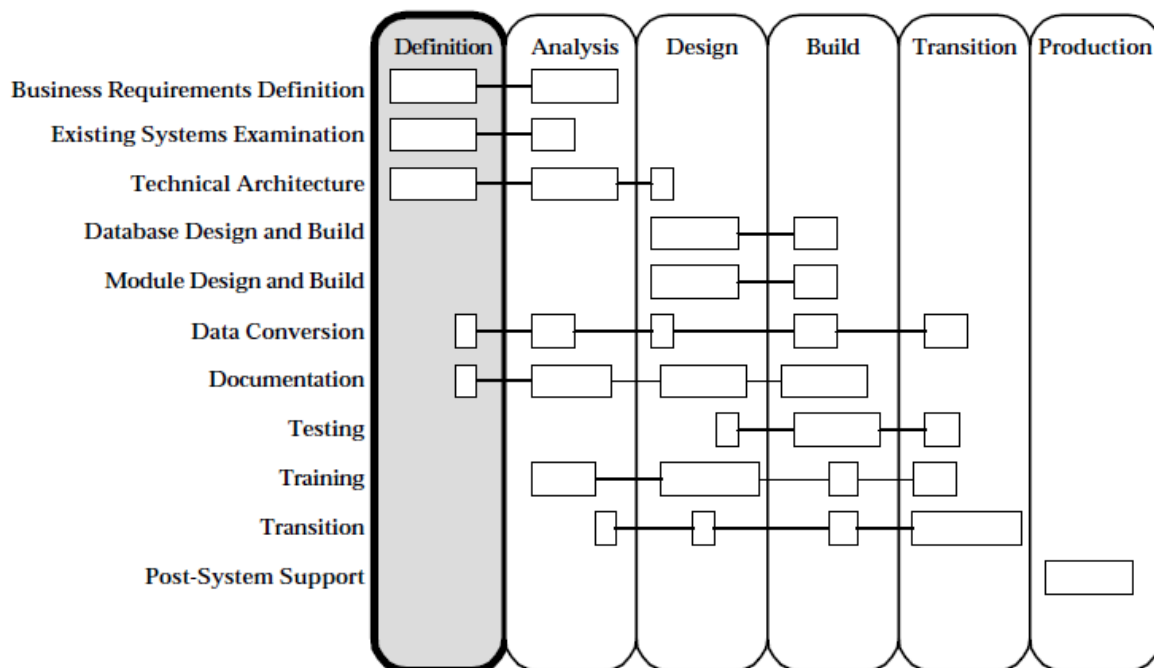 Definition Analysis Design Build Transition Production
Business Requirements Definition
Existing Systems Examination
Technical Architecture
Database Design and Build
Module Design and Build
Data Conversion
Documentation
Testing
Training
Transition
Post-System Support